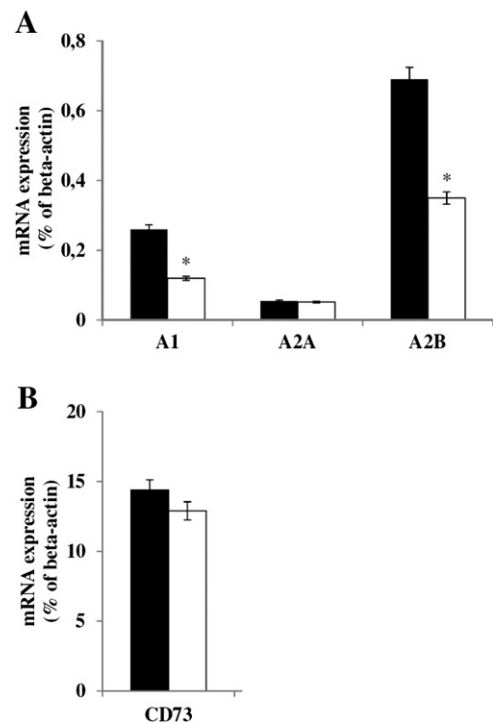 A
mRNA expression
(% of beta-actin)
0,8
0,6
0,4
0,2
0
*
*
A1 A2A A2B
B
mRNA expression
(% of beta-actin)
20
15
10
5
0
CD73